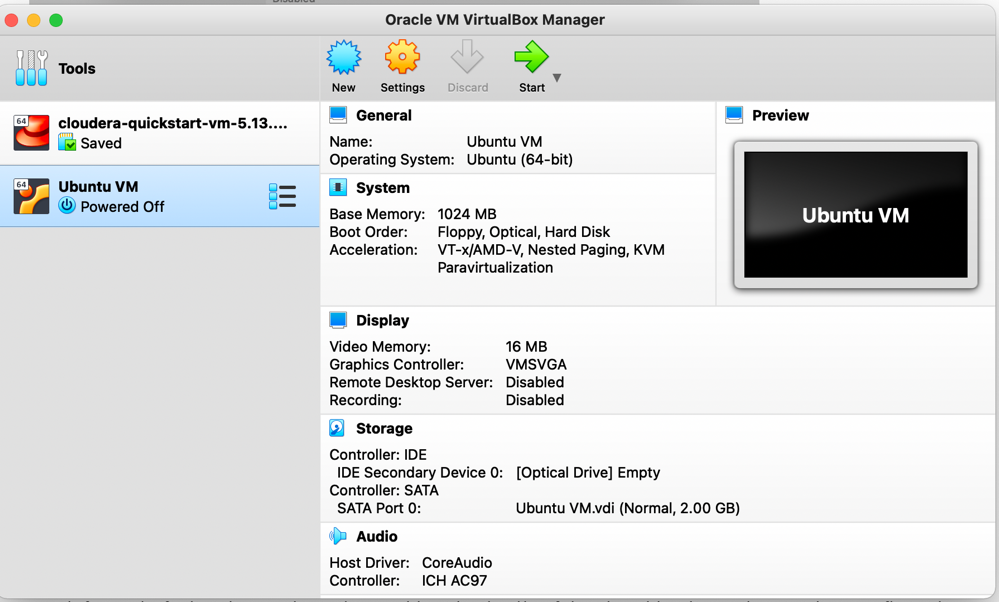 Disabled
Oracle VM VirtualBox Manager
Tools
New
Settings
Discard
Start
64
cloudera-quickstart-vm-5.13....
Saved
64
Ubuntu VM
Powered Off
General
Name: Ubuntu VM
Operating System: Ubuntu (64-bit)
System
Base Memory: 1024 MB
Boot Order: Floppy, Optical, Hard Disk
Acceleration: VT-x/AMD-V, Nested Paging, KVM
Paravirtualization
Preview
Ubuntu VM
Display
Video Memory: 16 MB
Graphics Controller: VMSVGA
Remote Desktop Server: Disabled
Recording: Disabled
Storage
Controller: IDE
IDE Secondary Device 0: [Optical Drive] Empty
Controller: SATA
SATA Port 0: Ubuntu VM.vdi (Normal, 2.00 GB)
Audio
Host Driver: CoreAudio
Controller: ICH AC97